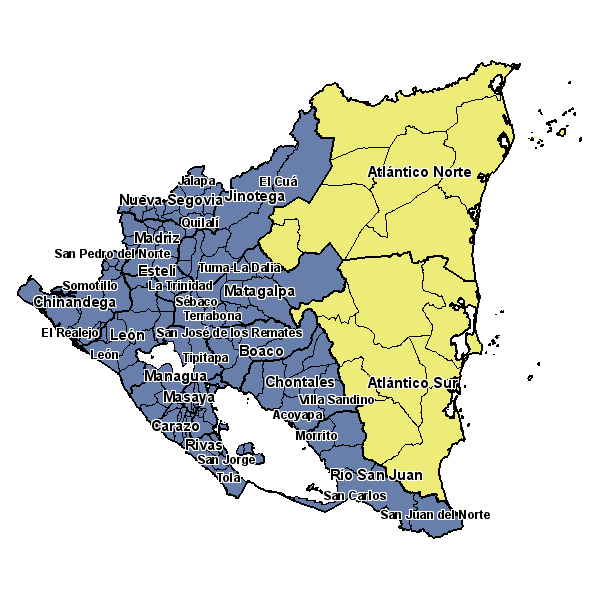 Atlántico Norte
Jalapa
El Cuá
Nueva Segovia
Jinotega
Quilalí
Madriz
San Pedro del Norte
Estelí
Tuma-La Dalia
Somotillo
La Trinidad
Matagalpa
Chinandega
Sébaco
Terrabona
El Realejo
León
San José de los Remates
León
Tipitapa
Boaco
Managua
Chontales
Atlántico Sur
Masaya
Villa Sandino
Acoyapa
Carazo
Morrito
Rivas
San Jorge
Tola
Río San Juan
San Carlos
San Juan del Norte